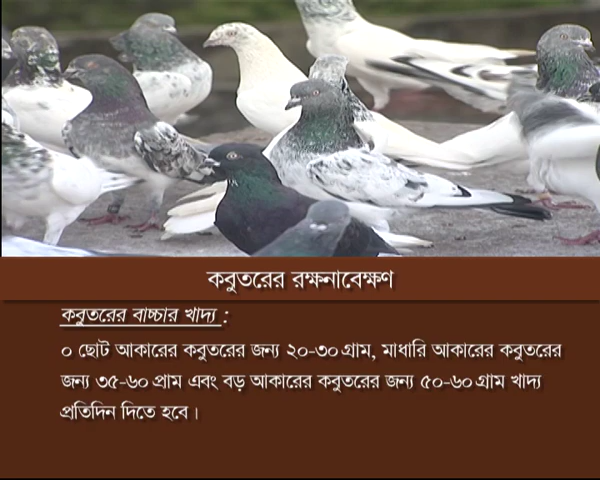 কবুতরের রক্ষনাবেক্ষণ
কবুতরের বাচ্চার খাদ্য :
০ ছোট আকারের কবুতরের জন্য ২০-৩০ গ্রাম, মাধারি আকারের কবুতরের
জন্য ৩৫-৬০ প্রাম এবং বড় আকারের কবুতরের জন্য ৫০-৬০ গ্রাম খাদ্য
প্রতিদিন দিতে হবে।